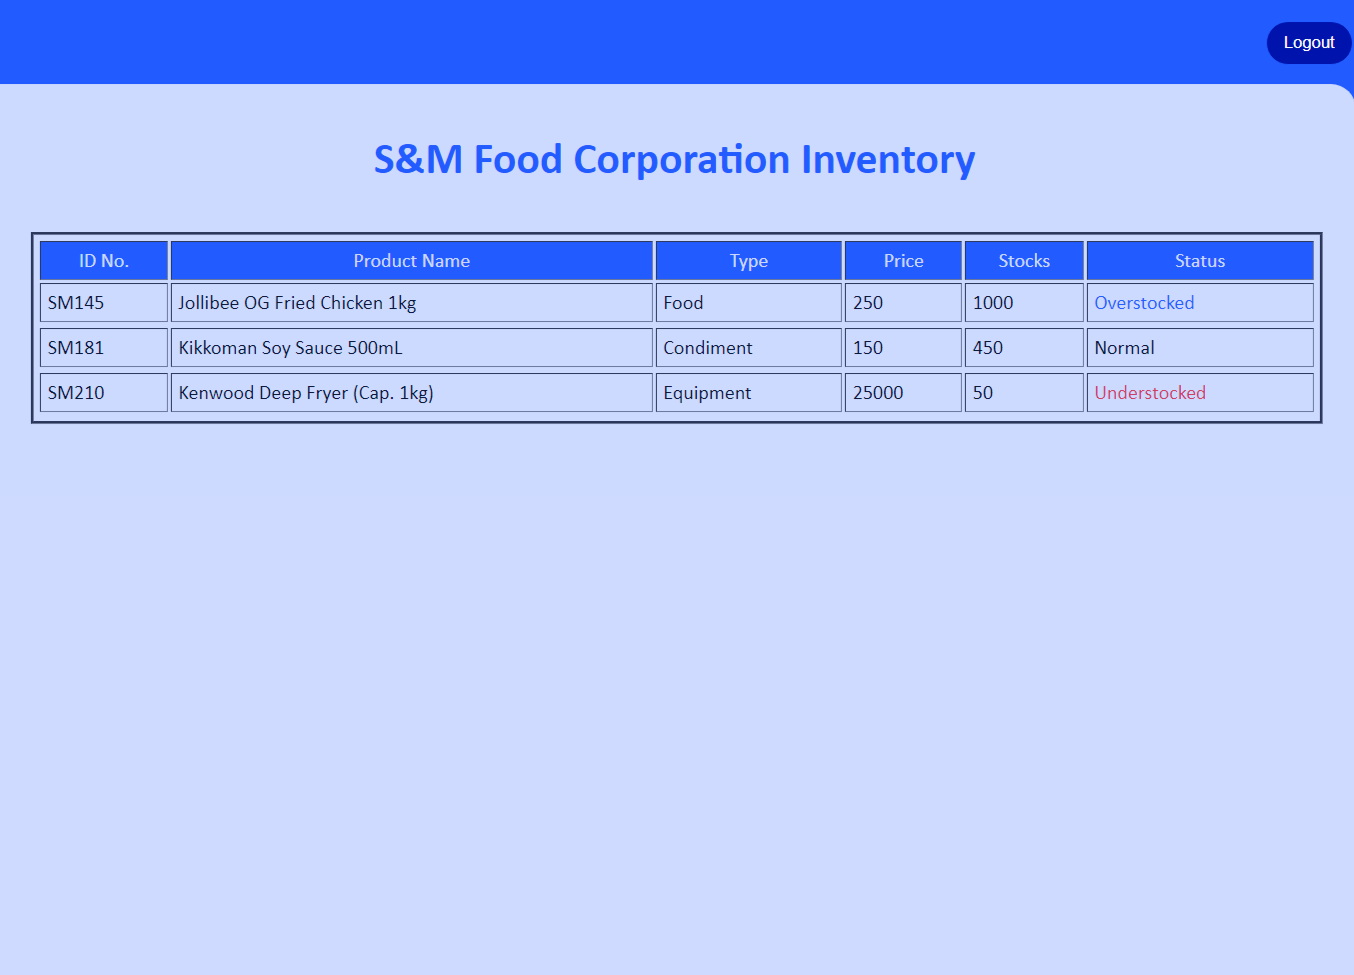 Logout
S&M Food Corporation Inventory
ID No. Product Name Type Price Stocks Status
SM145 Jollibee OG Fried Chicken 1kg Food 250 1000 Overstocked
SM181 Kikkoman Soy Sauce 500mL Condiment 150 450 Normal
SM210 Kenwood Deep Fryer (Cap. 1kg) Equipment 25000 50 Understocked